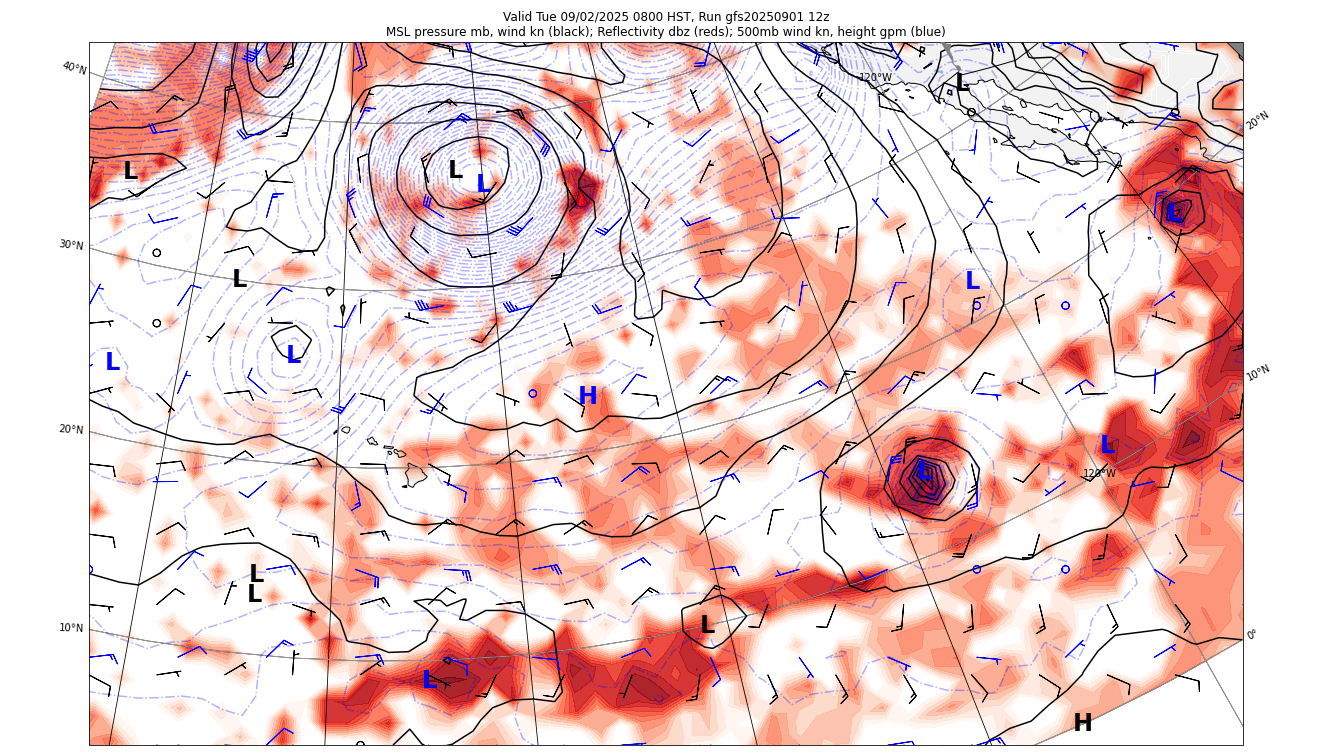 Valid Tue 09/02/2025 0800 HST, Run gfs20250901 12z
MSL pressure mb, wind kn (black); Reflectivity dbz (reds); 500mb wind kn, height gpm (blue)
40°N
120°W
L
20°N
L
L
L
L
30°N
L
L
L
L
L
10°N
H
20°N
L
L
120°W
L
L
10°N
L
0°
L
H